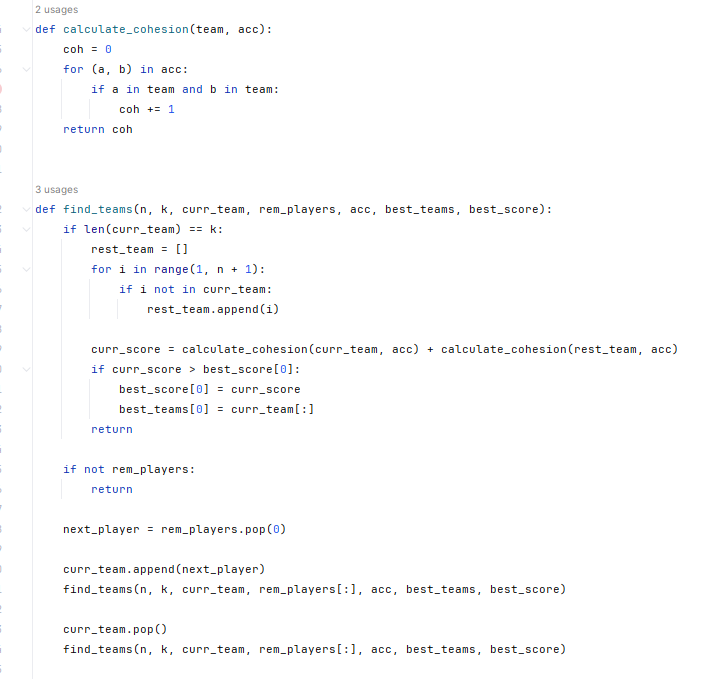 2 usages
def calculate_cohesion(team, acc):
    coh = 0
    for (a, b) in acc:
        if a in team and b in team:
            coh += 1
    return coh
3 usages
def find_teams(n, k, curr_team, rem_players, acc, best_teams, best_score):
    if len(curr_team) == k:
        rest_team = []
        for i in range(1, n + 1):
            if i not in curr_team:
                rest_team.append(i)
        curr_score = calculate_cohesion(curr_team, acc) + calculate_cohesion(rest_team, acc)
        if curr_score > best_score[0]:
            best_score[0] = curr_score
            best_teams[0] = curr_team[:]
        return
    if not rem_players:
        return
    next_player = rem_players.pop(0)
    curr_team.append(next_player)
    find_teams(n, k, curr_team, rem_players[:], acc, best_teams, best_score)
    curr_team.pop()
    find_teams(n, k, curr_team, rem_players[:], acc, best_teams, best_score)